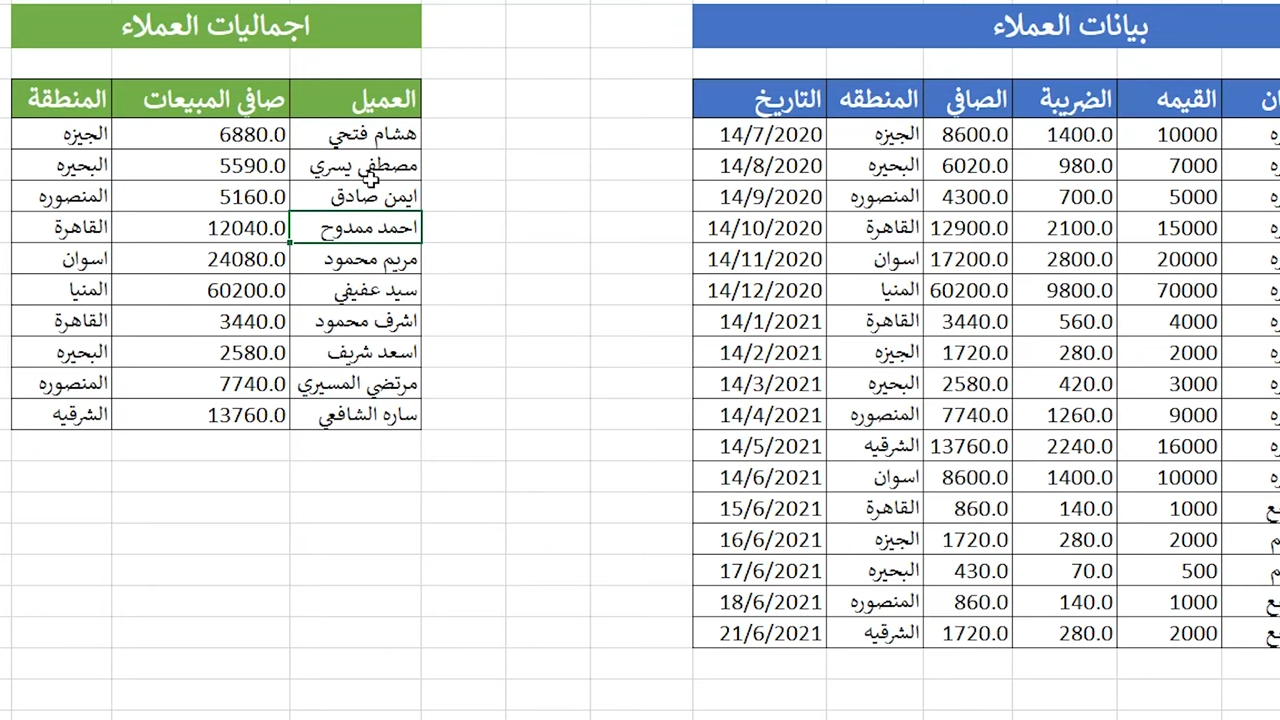 بيانات العملاء
اجماليات العملاء
القيمه الضريبة الصافي المنطقه التاريخ
العميل صافي المبيعات المنطقة
10000 1400.0 8600.0 الجيزه 14/7/2020
هشام فتحي 6880.0 الجيزه
7000 980.0 6020.0 البحيره 14/8/2020
مصطفى يسري 5590.0 البحيره
5000 700.0 4300.0 المنصوره 14/9/2020
ايمن صادق 5160.0 المنصوره
15000 2100.0 12900.0 القاهرة 14/10/2020
احمد ممدوح 12040.0 القاهرة
20000 2800.0 17200.0 اسوان 14/11/2020
مريم محمود 24080.0 اسوان
70000 9800.0 60200.0 المنيا 14/12/2020
سيد عفيفي 60200.0 المنيا
4000 560.0 3440.0 القاهرة 14/1/2021
اشرف محمود 3440.0 القاهرة
2000 280.0 1720.0 الجيزه 14/2/2021
اسعد شريف 2580.0 البحيره
3000 420.0 2580.0 البحيره 14/3/2021
مرتضي المسيري 7740.0 المنصوره
9000 1260.0 7740.0 المنصوره 14/4/2021
ساره الشافعي 13760.0 الشرقيه
16000 2240.0 13760.0 الشرقيه 14/5/2021
10000 1400.0 8600.0 اسوان 14/6/2021
1000 140.0 860.0 القاهرة 15/6/2021
2000 280.0 1720.0 الجيزه 16/6/2021
500 70.0 430.0 البحيره 17/6/2021
1000 140.0 860.0 المنصوره 18/6/2021
2000 280.0 1720.0 الشرقيه 21/6/2021